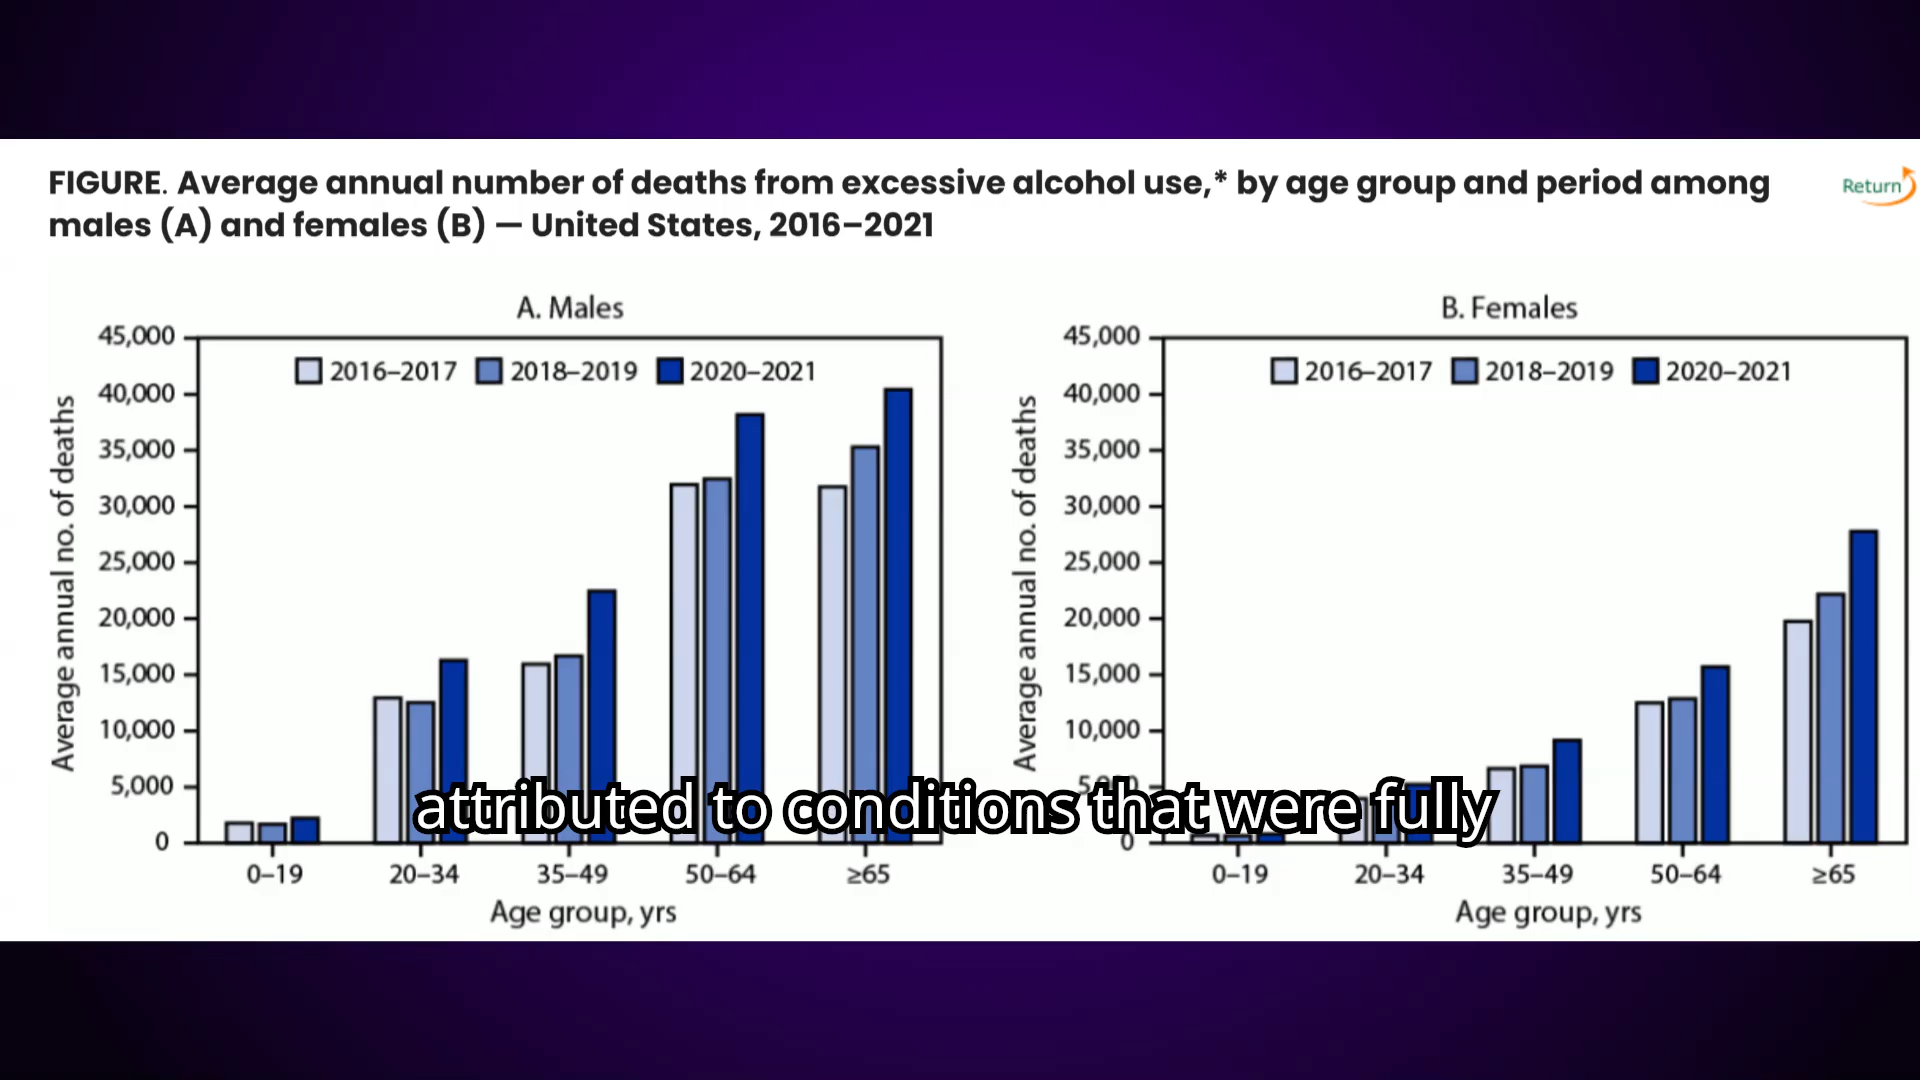 FIGURE. Average annual number of deaths from excessive alcohol use,* by age group and period among
males (A) and females (B) — United States, 2016–2021
Return
A. Males
45,000
40,000
35,000
30,000
25,000
20,000
15,000
10,000
5,000
0
Average annual no. of deaths
2016–2017 2018–2019 2020–2021
0–19 20–34 35–49 50–64 ≥65
Age group, yrs
B. Females
45,000
40,000
35,000
30,000
25,000
20,000
15,000
10,000
5,000
0
Average annual no. of deaths
2016–2017 2018–2019 2020–2021
0–19 20–34 35–49 50–64 ≥65
Age group, yrs
attributed to conditions that were fully